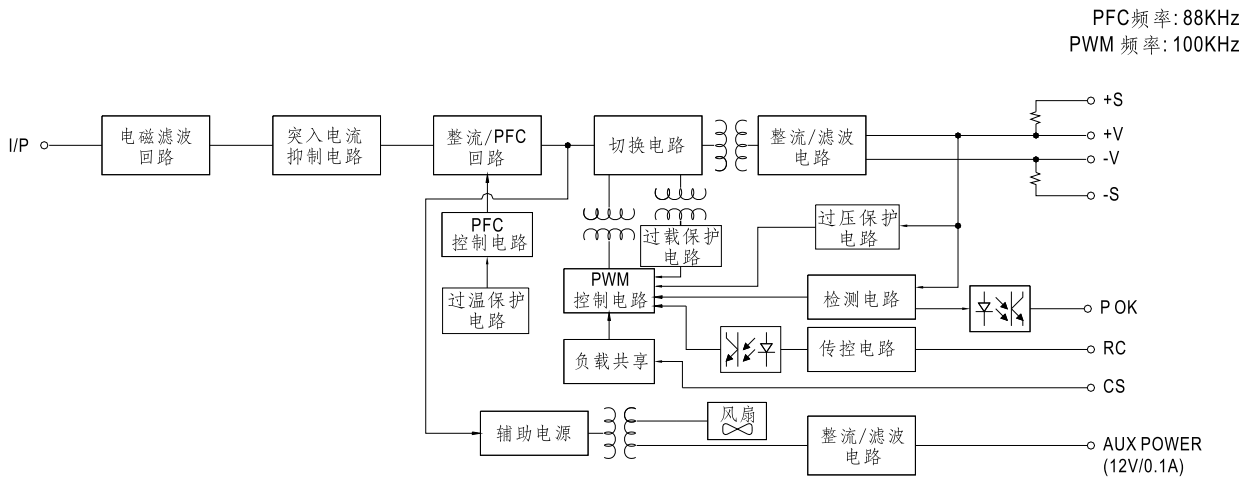 PFC频率: 88KHz
PWM 频率: 100KHz
I/P
电磁滤波
回路
突入电流
抑制电路
整流/PFC
回路
切换电路
整流/滤波
电路
+S
+V
-V
-S
PFC
控制电路
过温保护
电路
过载保护
电路
过压保护
电路
PWM
控制电路
检测电路
P OK
负载共享
传控电路
RC
CS
辅助电源
风扇
整流/滤波
电路
AUX POWER
(12V/0.1A)